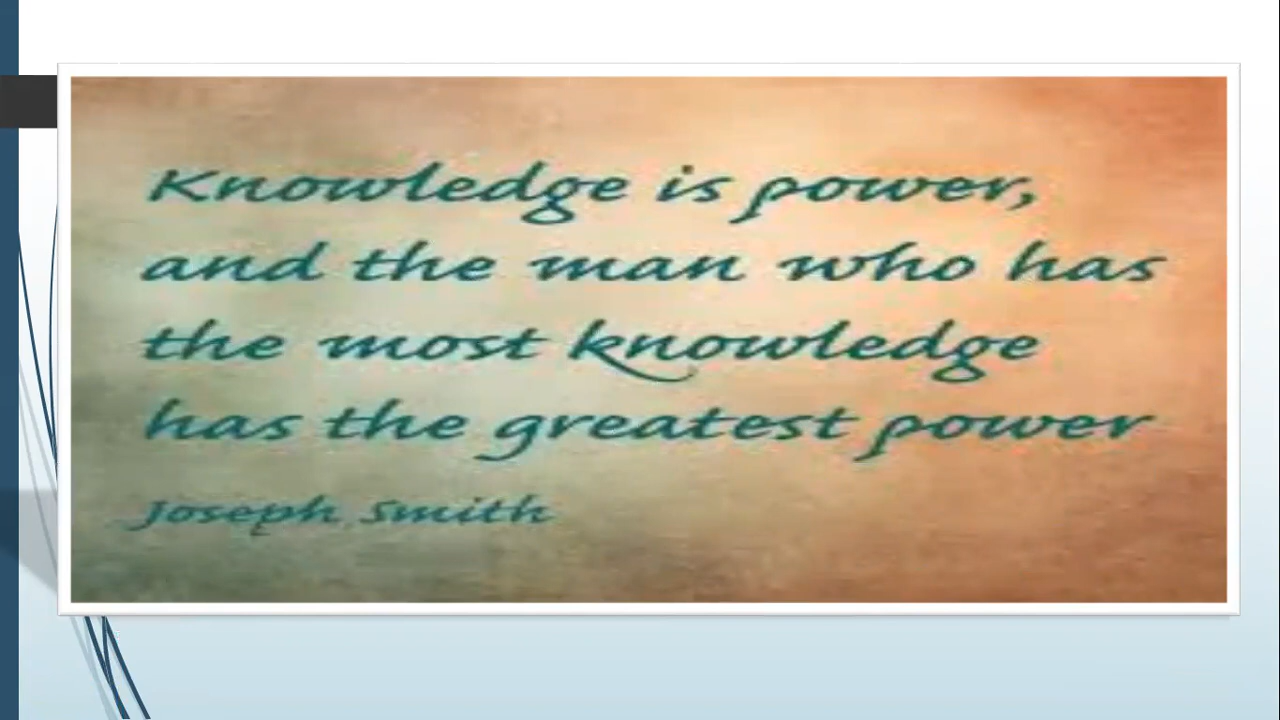 Knowledge is power,
and the man who has
the most knowledge
has the greatest power
Joseph Smith